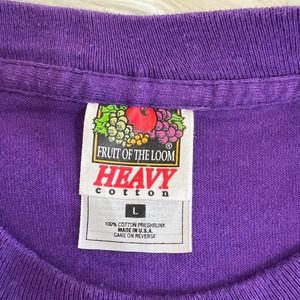 FRUIT OF THE LOOM
®
HEAVY
cotton
L
100% COTTON PRESHRUNK
MADE IN U.S.A.
CARE ON REVERSE